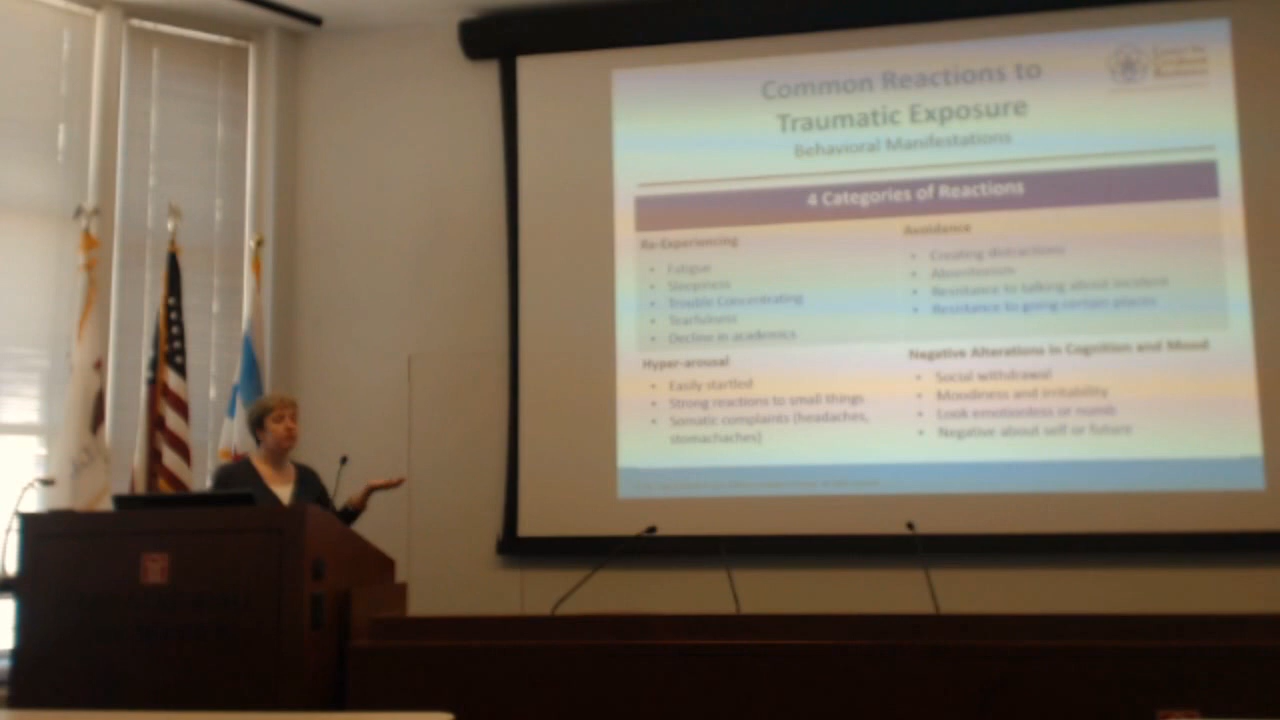 Common Reactions to
Traumatic Exposure
Behavioral Manifestations
4 Categories of Reactions
Re-Experiencing
• Fatigue
• Sleepiness
• Trouble Concentrating
• Tearfulness
• Decline in academics
Avoidance
• Creating distractions
• Absenteeism
• Resistance to talking about incident
• Resistance to going certain places
Hyper-arousal
• Easily startled
• Strong reactions to small things
• Somatic complaints (headaches,
stomachaches)
Negative Alterations in Cognition and Mood
• Social withdrawal
• Moodiness and irritability
• Look emotionless or numb
• Negative about self or future